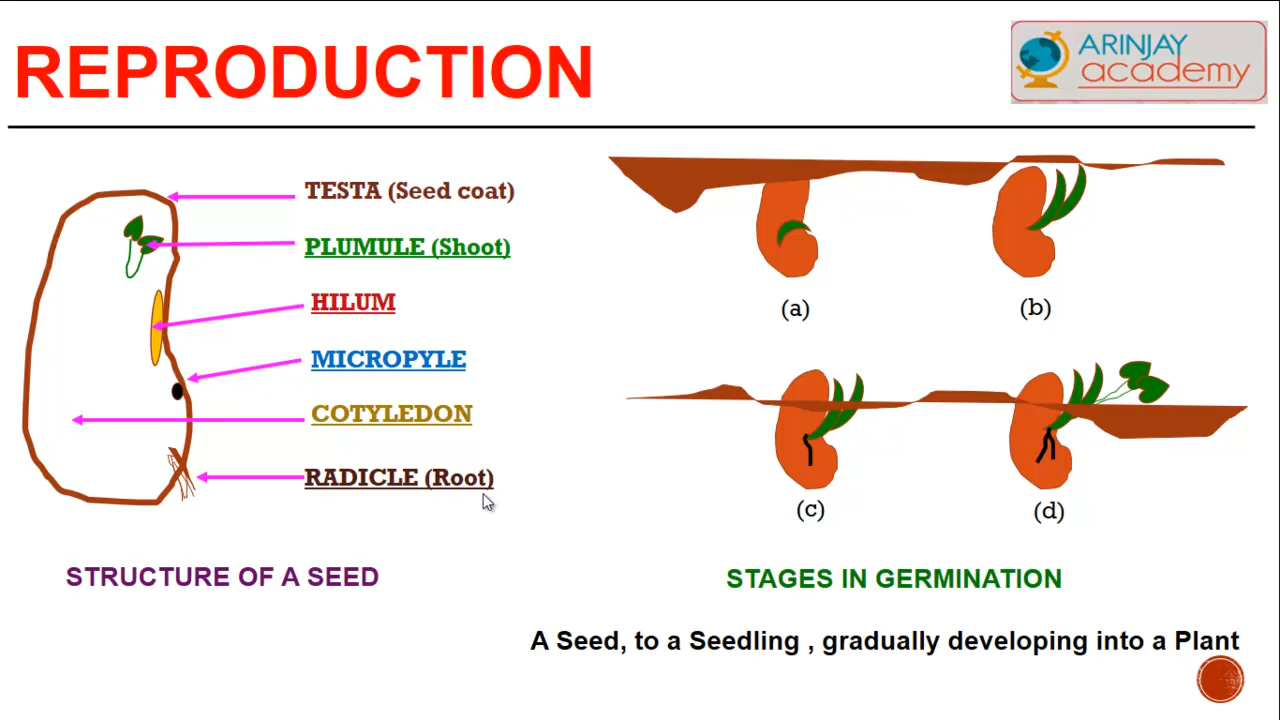 REPRODUCTION
ARINJAY
academy
TESTA (Seed coat)
PLUMULE (Shoot)
HILUM
MICROPYLE
COTYLEDON
RADICLE (Root)
STRUCTURE OF A SEED
(a)
(b)
(c)
(d)
STAGES IN GERMINATION
A Seed, to a Seedling , gradually developing into a Plant